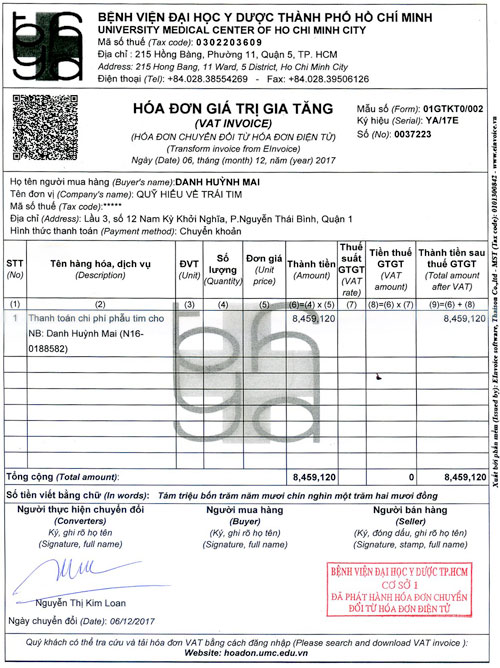 BỆNH VIỆN ĐẠI HỌC Y DƯỢC THÀNH PHỐ HỒ CHÍ MINH
UNIVERSITY MEDICAL CENTER OF HO CHI MINH CITY
Mã số thuế (Tax code): 0302203609
Địa chỉ : 215 Hồng Bàng, Phường 11, Quận 5, TP. HCM
Address: 215 Hong Bang, 11 Ward, 5 District, Ho Chi Minh City
Điện thoại (Tel): +84.028.38554269 - Fax: +84.028.39506126
HÓA ĐƠN GIÁ TRỊ GIA TĂNG
(VAT INVOICE)
(HÓA ĐƠN CHUYỂN ĐỔI TỪ HÓA ĐƠN ĐIỆN TỬ)
(Transform invoice from EInvoice)
Ngày (Date) 06, tháng (month) 12, năm (year) 2017
Mẫu số (Form): 01GTKT0/002
Ký hiệu (Serial): YA/17E
Số (No): 0037223
Họ tên người mua hàng (Buyer's name):DANH HUỲNH MAI
Tên đơn vị (Company's name): QUỸ HIỂU VỀ TRÁI TIM
Mã số thuế (Tax code):*****
Địa chỉ (Address): Lầu 3, số 12 Nam Kỳ Khởi Nghĩa, P.Nguyễn Thái Bình, Quận 1
Hình thức thanh toán (Payment method): Chuyển khoản
STT (No) Tên hàng hóa, dịch vụ (Description) ĐVT (Unit) Số lượng (Quantity) Đơn giá (Unit price) Thành tiền (Amount) Thuế suất GTGT (VAT rate) Tiền thuế GTGT (VAT amount) Thành tiền sau thuế GTGT (Total amount after VAT)
(1) (2) (3) (4) (5) (6)=(4) x (5) (7) (8)=(6) x (7) (9)=(6) + (8)
1 Thanh toán chi phí phẫu tim cho 8,459,120 8,459,120
NB: Danh Huỳnh Mai (N16-
0188582)
Tổng cộng (Total amount): 8,459,120 0 8,459,120
Số tiền viết bằng chữ (In words): Tám triệu bốn trăm năm mươi chín nghìn một trăm hai mươi đồng
Người thực hiện chuyển đổi Người mua hàng Người bán hàng
(Converters) (Buyer) (Seller)
Ký, ghi rõ họ tên Ký, ghi rõ họ tên Ký, đóng dấu, ghi rõ họ tên
(Signature, full name) (Signature, full name) (Signature, stamp, full name)
BỆNH VIỆN ĐẠI HỌC Y DƯỢC TP.HCM
CƠ SỞ 1
ĐÃ PHÁT HÀNH HÓA ĐƠN CHUYỂN
ĐỔI TỪ HÓA ĐƠN ĐIỆN TỬ
Nguyễn Thị Kim Loan
Ngày chuyển đổi (Date): 06/12/2017
Quý khách có thể tra cứu và tải hóa đơn VAT bằng cách đăng nhập (Please search and download VAT invoice ):
Website: hoadon.umc.edu.vn
Xuất bởi phần mềm (Issued by): EInvoice software, Thaison Co.,ltd - MST (Tax code): 0101300842 - www.einvoice.vn